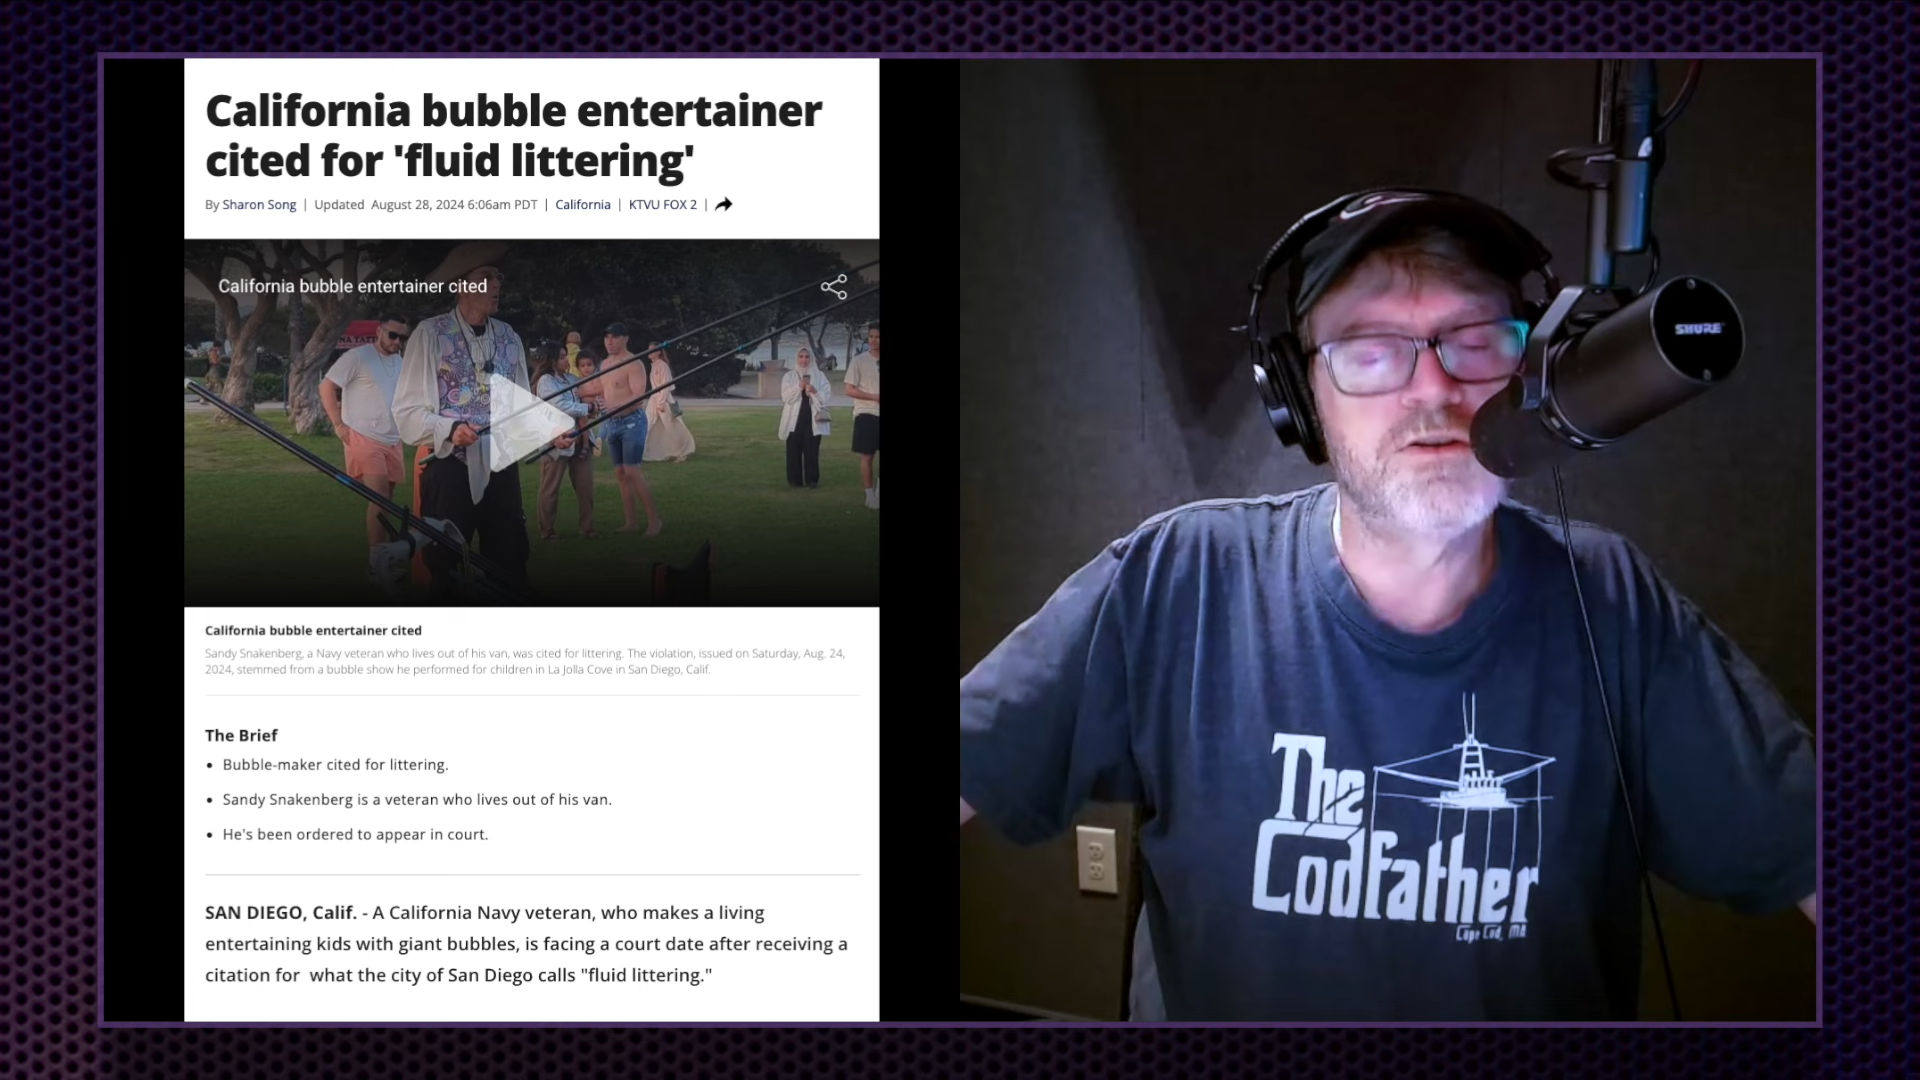 California bubble entertainer
cited for 'fluid littering'
By Sharon Song | Updated August 28, 2024 6:06am PDT | California | KTVU FOX 2 |
California bubble entertainer cited
NA TATT
California bubble entertainer cited
Sandy Snakenberg, a Navy veteran who lives out of his van, was cited for littering. The violation, issued on Saturday, Aug. 24,
2024, stemmed from a bubble show he performed for children in La Jolla Cove in San Diego, Calif.
The Brief
• Bubble-maker cited for littering.
• Sandy Snakenberg is a veteran who lives out of his van.
• He's been ordered to appear in court.
SAN DIEGO, Calif. - A California Navy veteran, who makes a living
entertaining kids with giant bubbles, is facing a court date after receiving a
citation for what the city of San Diego calls "fluid littering."
SHURE
The
Codfather
Cape Cod, MA